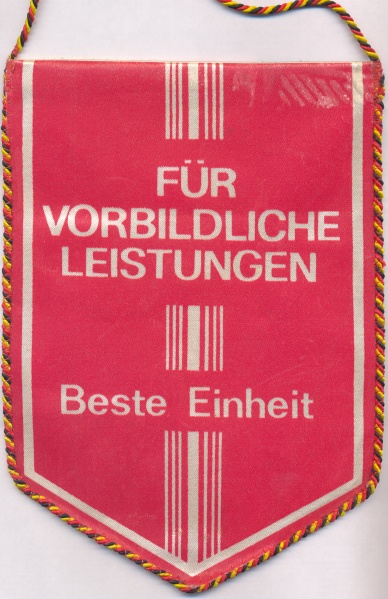 FÜR
VORBILDLICHE
LEISTUNGEN
Beste Einheit